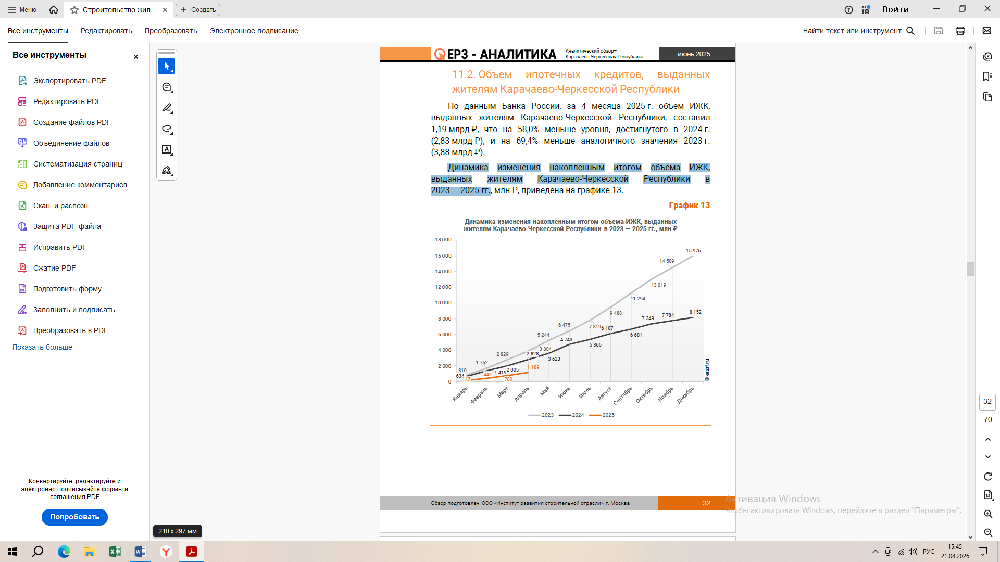 Меню
Строительство жил...
Создать
Войти
Все инструменты
Редактировать
Преобразовать
Электронное подписание
Найти текст или инструмент
Все инструменты
Экспортировать PDF
Редактировать PDF
Создание файлов PDF
Объединение файлов
Систематизация страниц
Добавление комментариев
Скан. и распозн.
Защита PDF-файла
Исправить PDF
Сжатие PDF
Подготовить форму
Заполнить и подписать
Преобразовать в PDF
Показать больше
Конвертируйте, редактируйте и
электронно подписывайте формы и
соглашения PDF
Попробовать
210 x 297 мм
ЕРЗ - АНАЛИТИКА
Аналитический обзор–
Карачаево-Черкесская Республика
июнь 2025
11.2. Объем ипотечных кредитов, выданных
жителям Карачаево-Черкесской Республики
По данным Банка России, за 4 месяца 2025 г. объем ИЖК,
выданных жителям Карачаево-Черкесской Республики, составил
1,19 млрд ₽, что на 58,0% меньше уровня, достигнутого в 2024 г.
(2,83 млрд ₽), и на 69,4% меньше аналогичного значения 2023 г.
(3,88 млрд ₽).
Динамика изменения накопленным итогом объема ИЖК,
выданных жителям Карачаево-Черкесской Республики в
2023 — 2025 гг., млн ₽, приведена на графике 13.
График 13
Динамика изменения накопленным итогом объема ИЖК, выданных
жителям Карачаево-Черкесской Республики в 2023 — 2025 гг., млн ₽
18 000
16 000
14 000
12 000
10 000
8 000
6 000
4 000
2 000
0
810
1 762
2 829
3 884
5 244
6 475
7 819
9 488
11 294
13 019
14 509
15 976
634
1 419
2 005
2 828
3 623
4 743
5 366
6 107
6 681
7 349
7 784
8 152
147
442
780
1 189
Январь
Февраль
Март
Апрель
Май
Июнь
Июль
Август
Сентябрь
Октябрь
Ноябрь
Декабрь
2023
2024
2025
© erzrf.ru
Обзор подготовлен: ООО «Институт развития строительной отрасли», г. Москва
32
32
70
Активация Windows
Чтобы активировать Windows, перейдите в раздел "Параметры".
РУС
15:45
21.04.2026